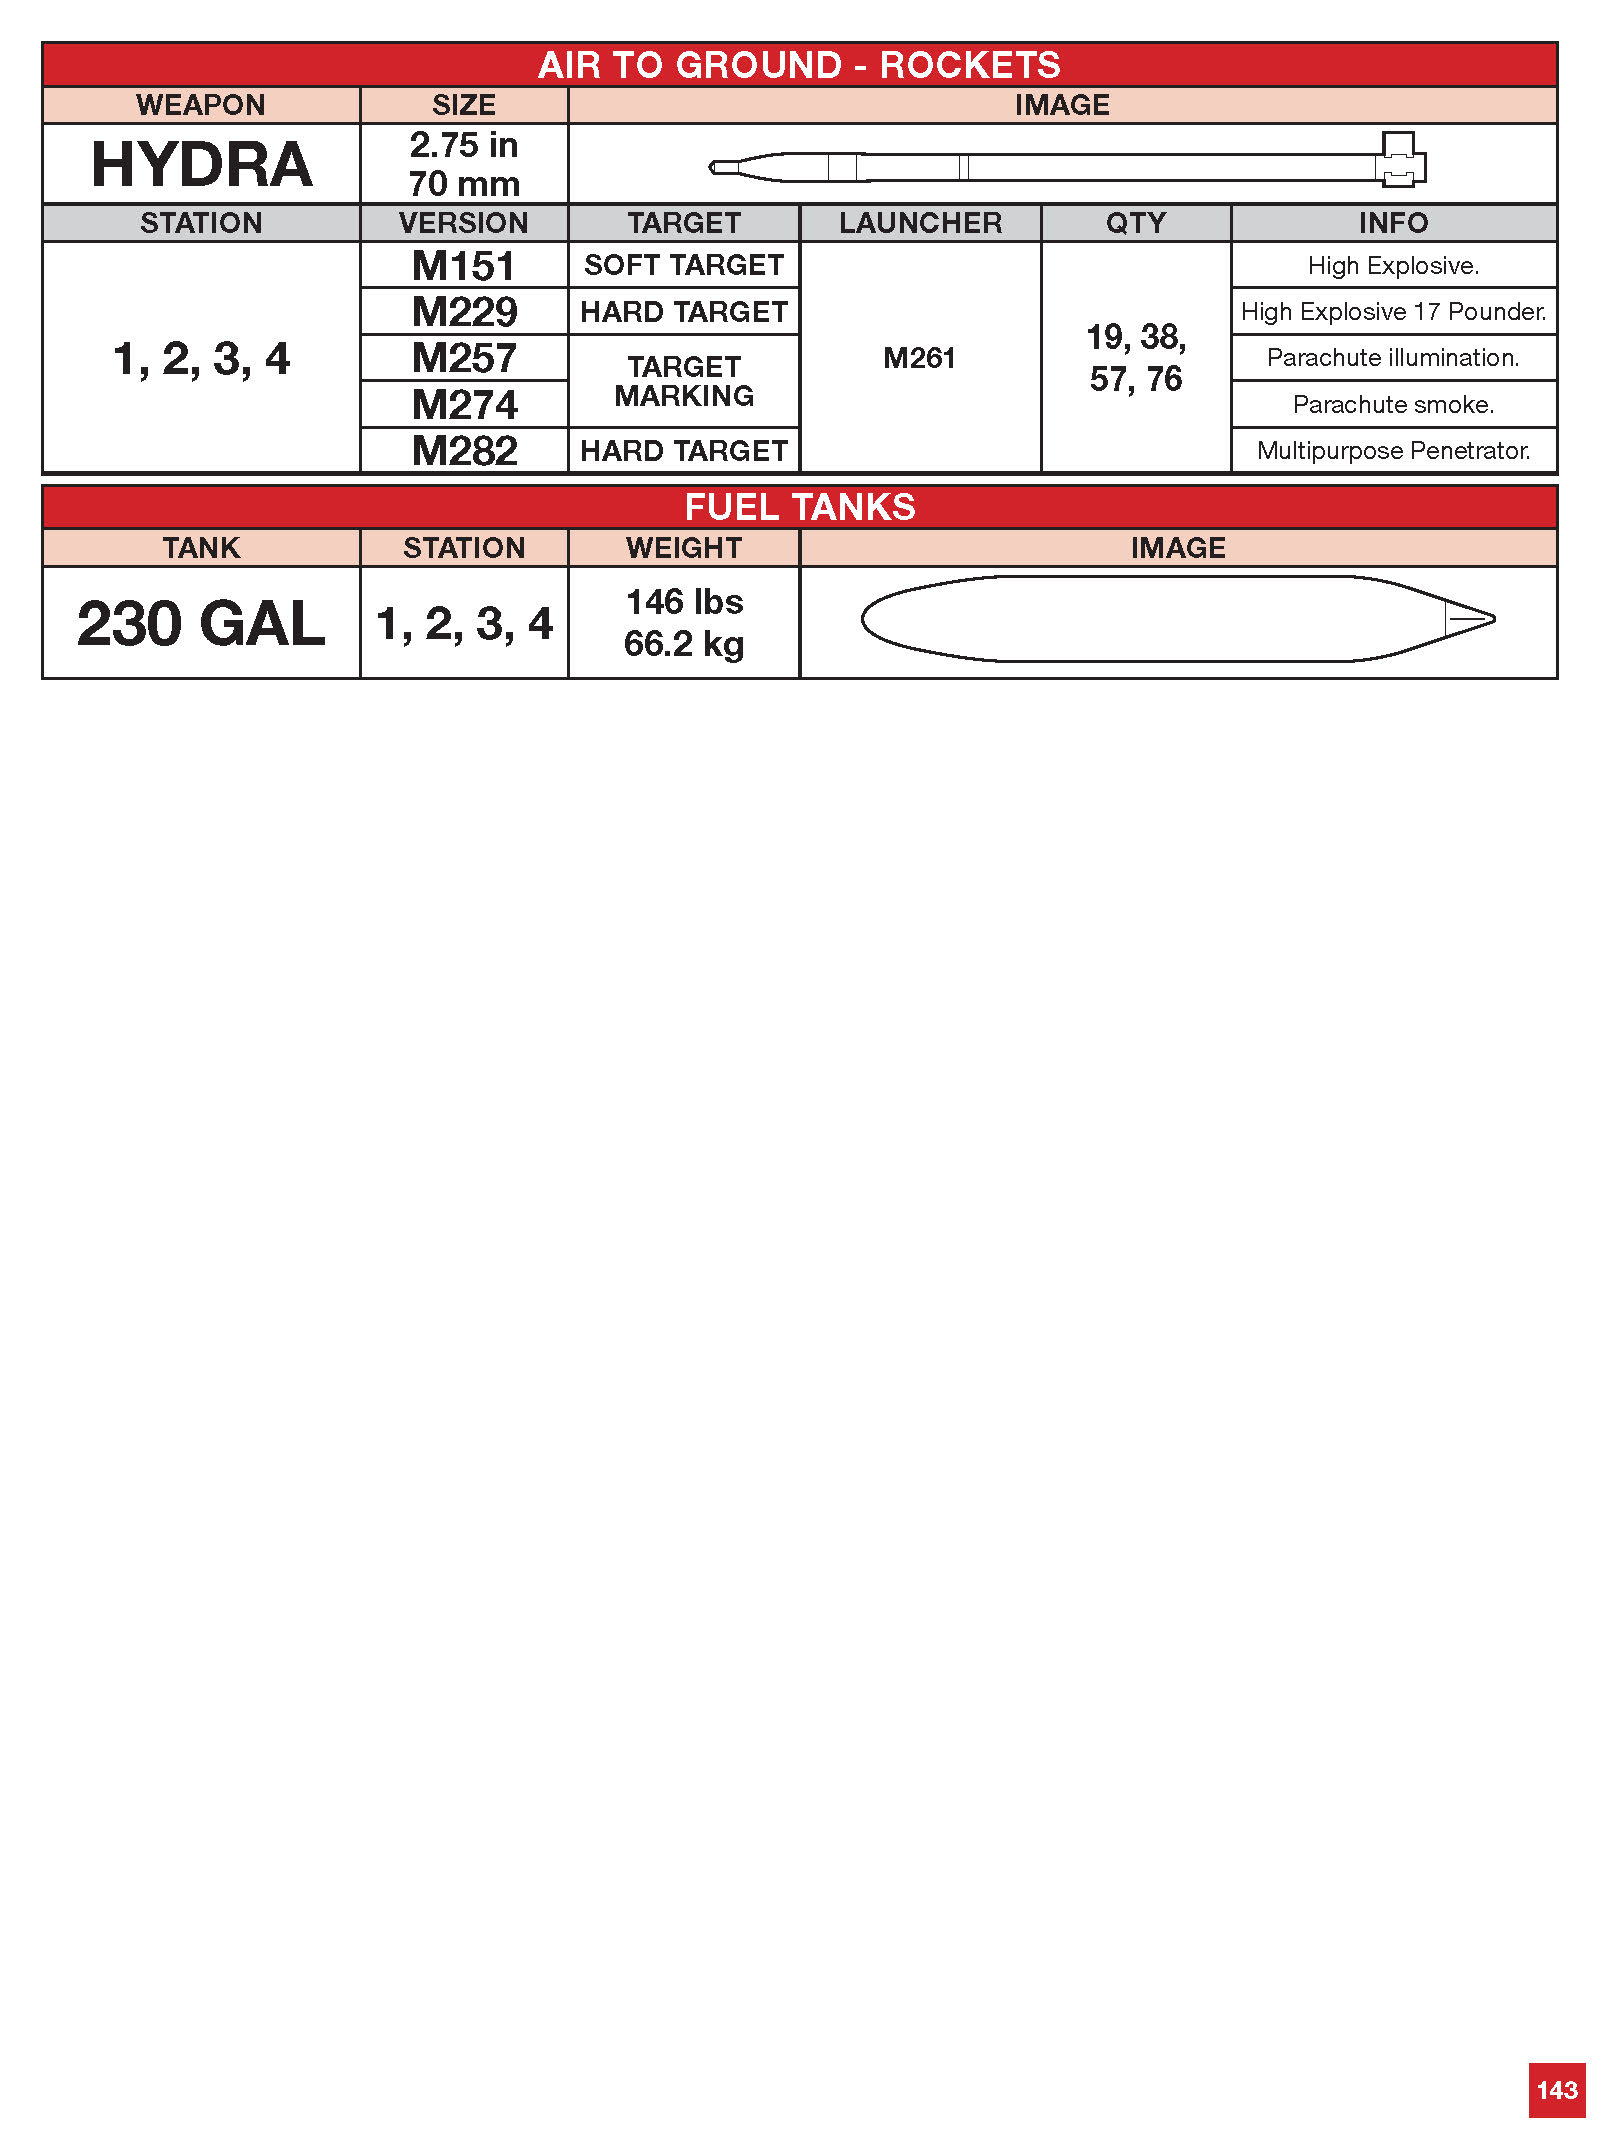 AIR TO GROUND - ROCKETS
WEAPON SIZE IMAGE
HYDRA 2.75 in
70 mm
STATION VERSION TARGET LAUNCHER QTY INFO
1, 2, 3, 4
M151 SOFT TARGET High Explosive.
M229 HARD TARGET High Explosive 17 Pounder.
M257 TARGET
MARKING
Parachute illumination.
M274 Parachute smoke.
M282 HARD TARGET Multipurpose Penetrator.
M261
19, 38,
57, 76
FUEL TANKS
TANK STATION WEIGHT IMAGE
230 GAL 1, 2, 3, 4 146 lbs
66.2 kg
143